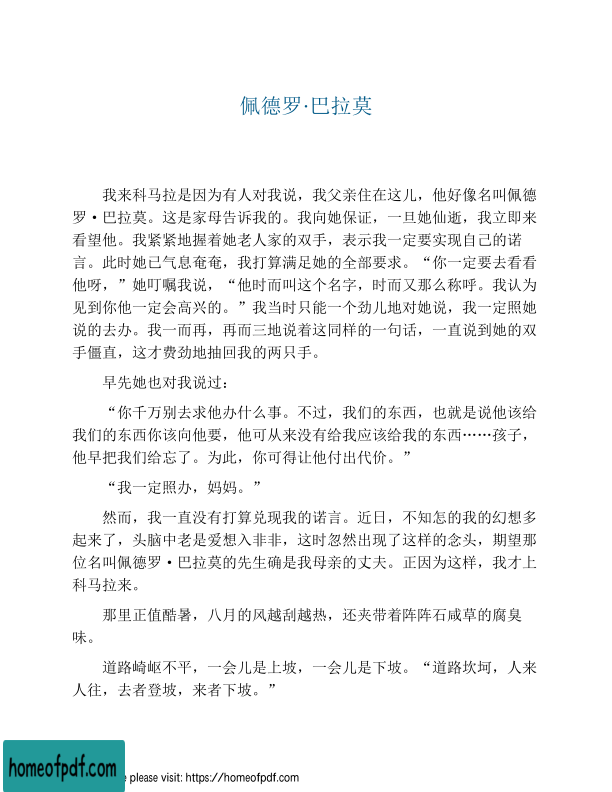 佩德罗·巴拉莫
我来科马拉是因为有人对我说，我父亲住在这儿，他好像名叫佩德
罗·巴拉莫。这是家母告诉我的。我向她保证，一旦她仙逝，我立即来
看望他。我紧紧地握着她老人家的双手，表示我一定要实现自己的诺
言。此时她已气息奄奄，我打算满足她的全部要求。“你一定要去看看
他呀，”她叮嘱我说，“他时而叫这个名字，时而又那么称呼。我认为
见到你他一定会高兴的。”我当时只能一个劲儿地对她说，我一定照她
说的去办。我一而再，再而三地说着这同样的一句话，一直说到她的双
手僵直，这才费劲地抽回我的两只手。
早先她也对我说过：
“你千万别去求他办什么事。不过，我们的东西，也就是说他该给
我们的东西你该向他要，他可从来没有给我应该给我的东西……孩子，
他早把我们给忘了。为此，你可得让他付出代价。”
“我一定照办，妈妈。”
然而，我一直没有打算兑现我的诺言。近日，不知怎的我的幻想多
起来了，头脑中老是爱想入非非，这时忽然出现了这样的念头，期望那
位名叫佩德罗·巴拉莫的先生确是我母亲的丈夫。正因为这样，我才上
科马拉来。
那里正值酷暑，八月的风越刮越热，还夹带着阵阵石咸草的腐臭
味。
道路崎岖不平，一会儿是上坡，一会儿是下坡。“道路坎坷，人来
人往，去者登坡，来者下坡。”
homeofpdf.com
e please visit: https://homeofpdf.com